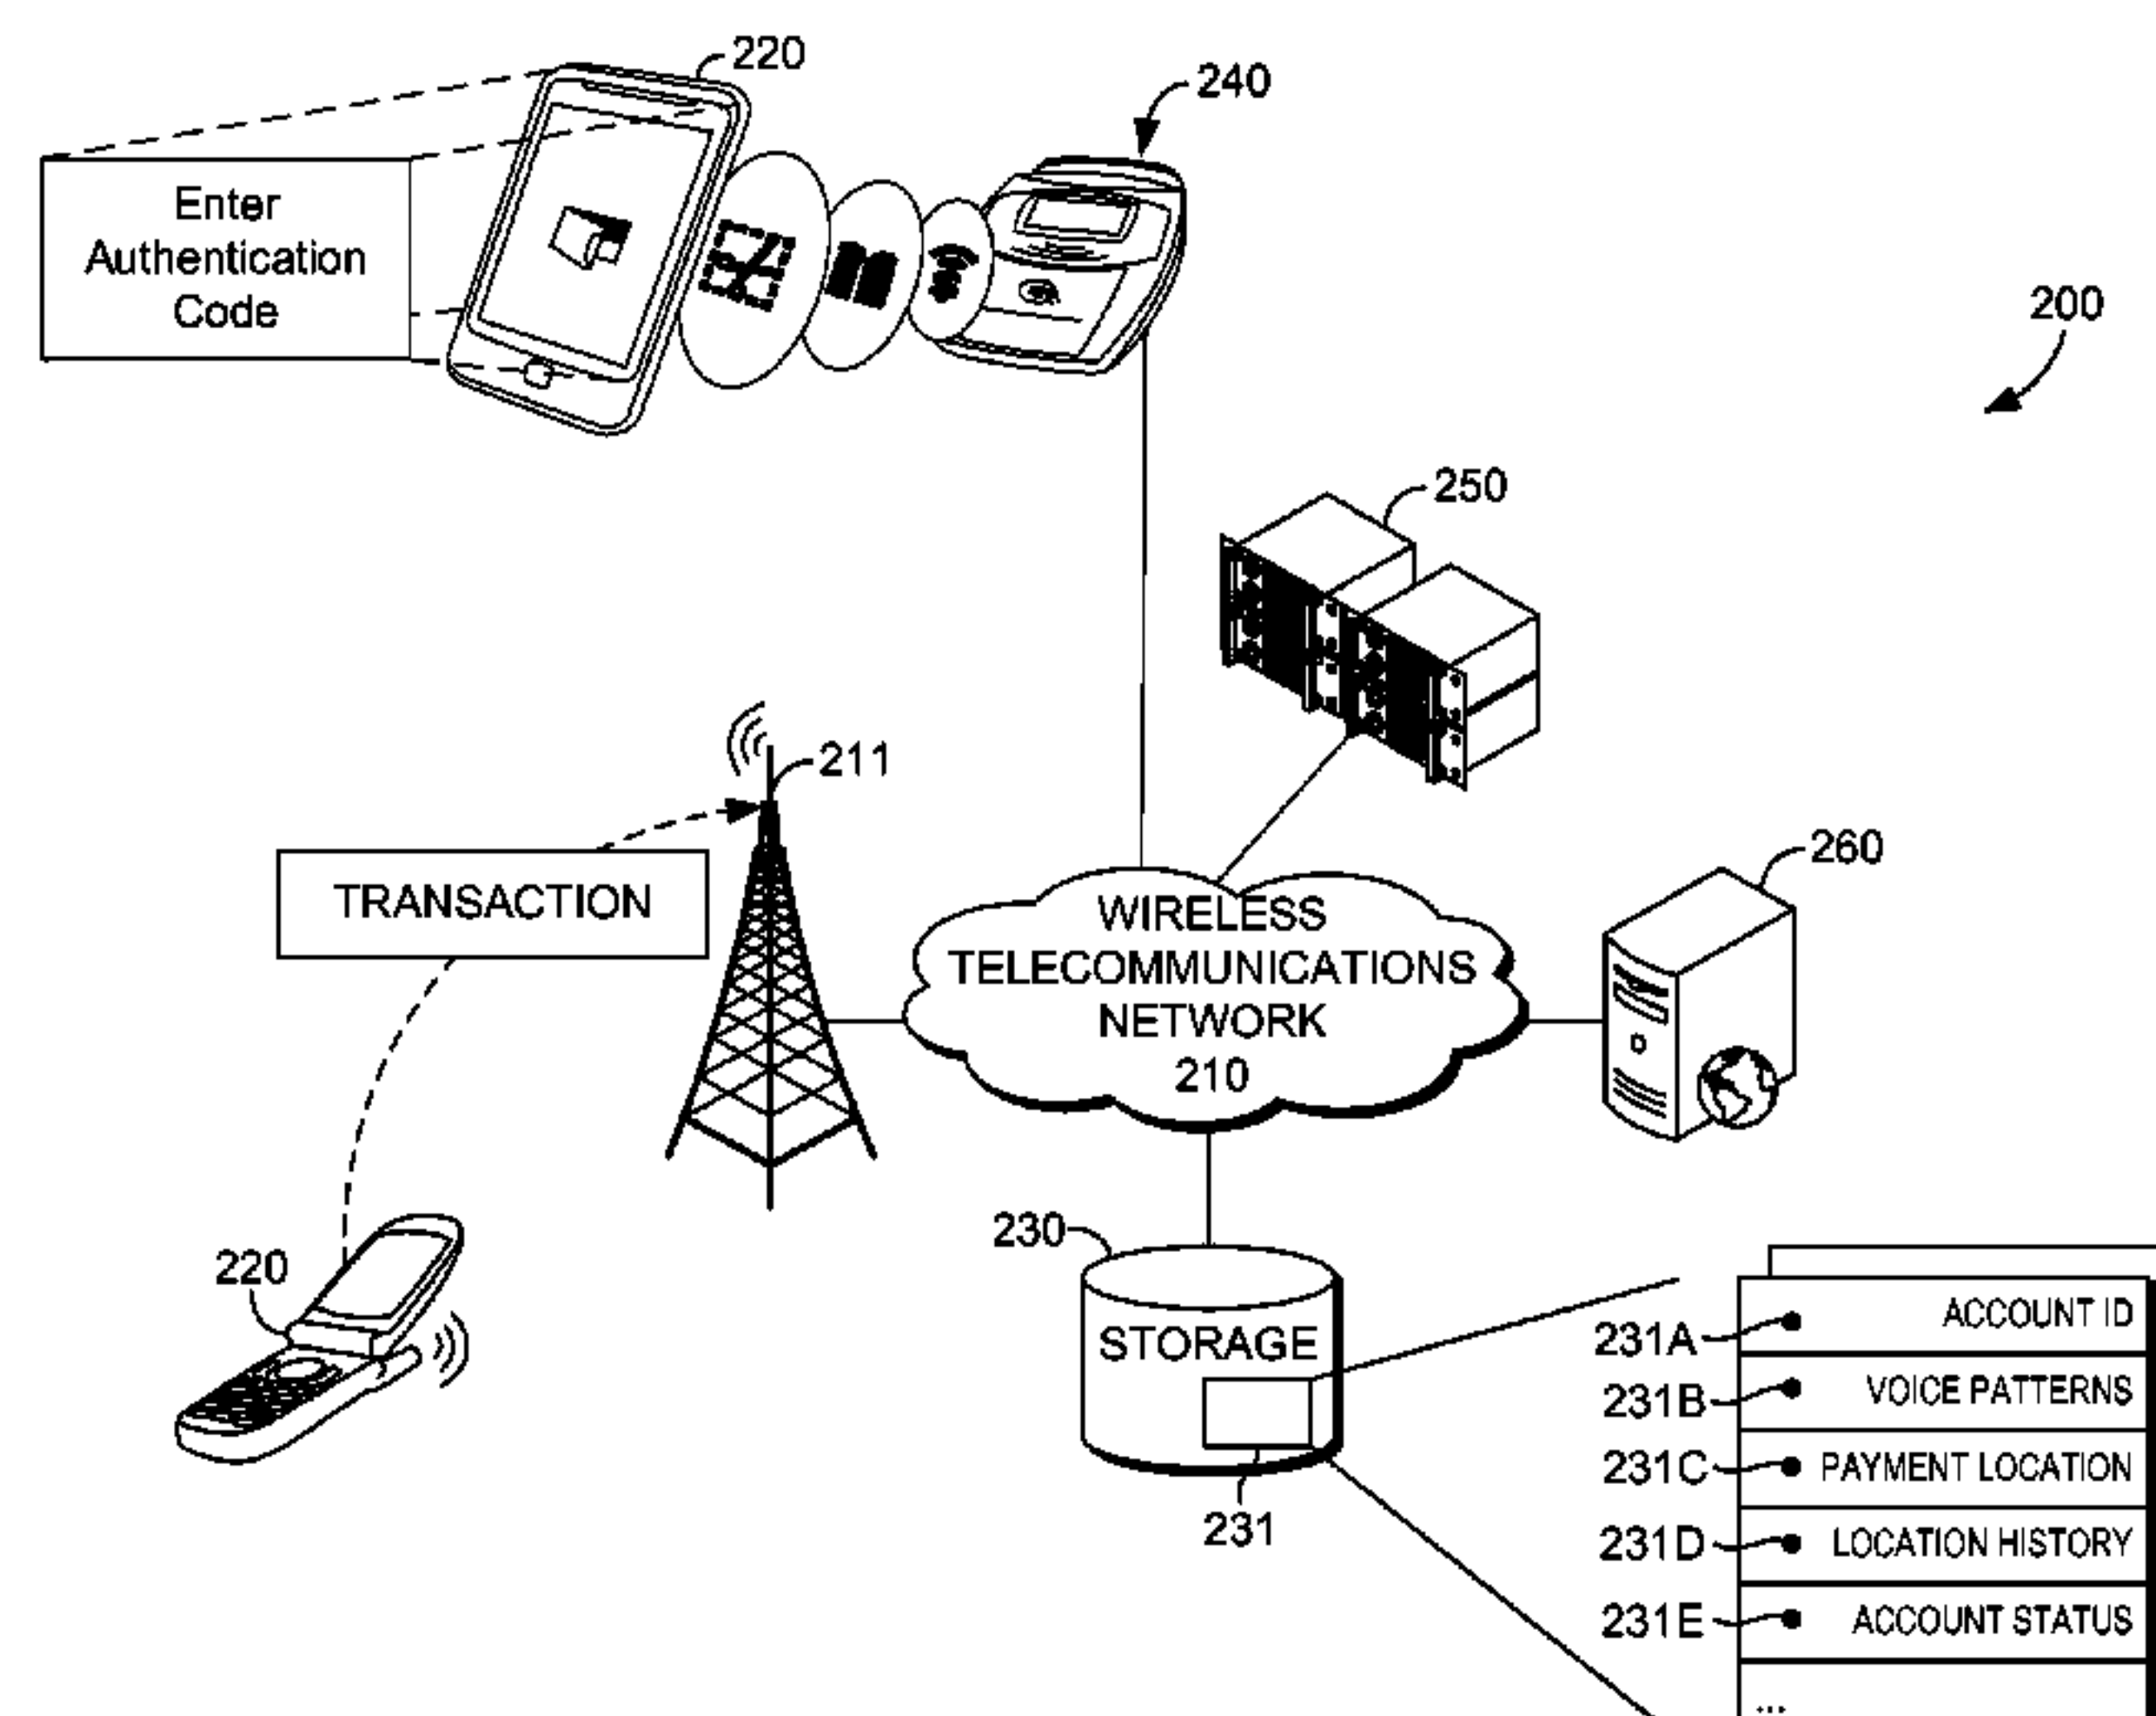 220
240
Enter
Authentication
Code
200
250
211
TRANSACTION
260
WIRELESS
TELECOMMUNICATIONS
NETWORK
210
220
230
STORAGE
231
231A
ACCOUNT ID
231B
VOICE PATTERNS
231C
PAYMENT LOCATION
231D
LOCATION HISTORY
231E
ACCOUNT STATUS
...